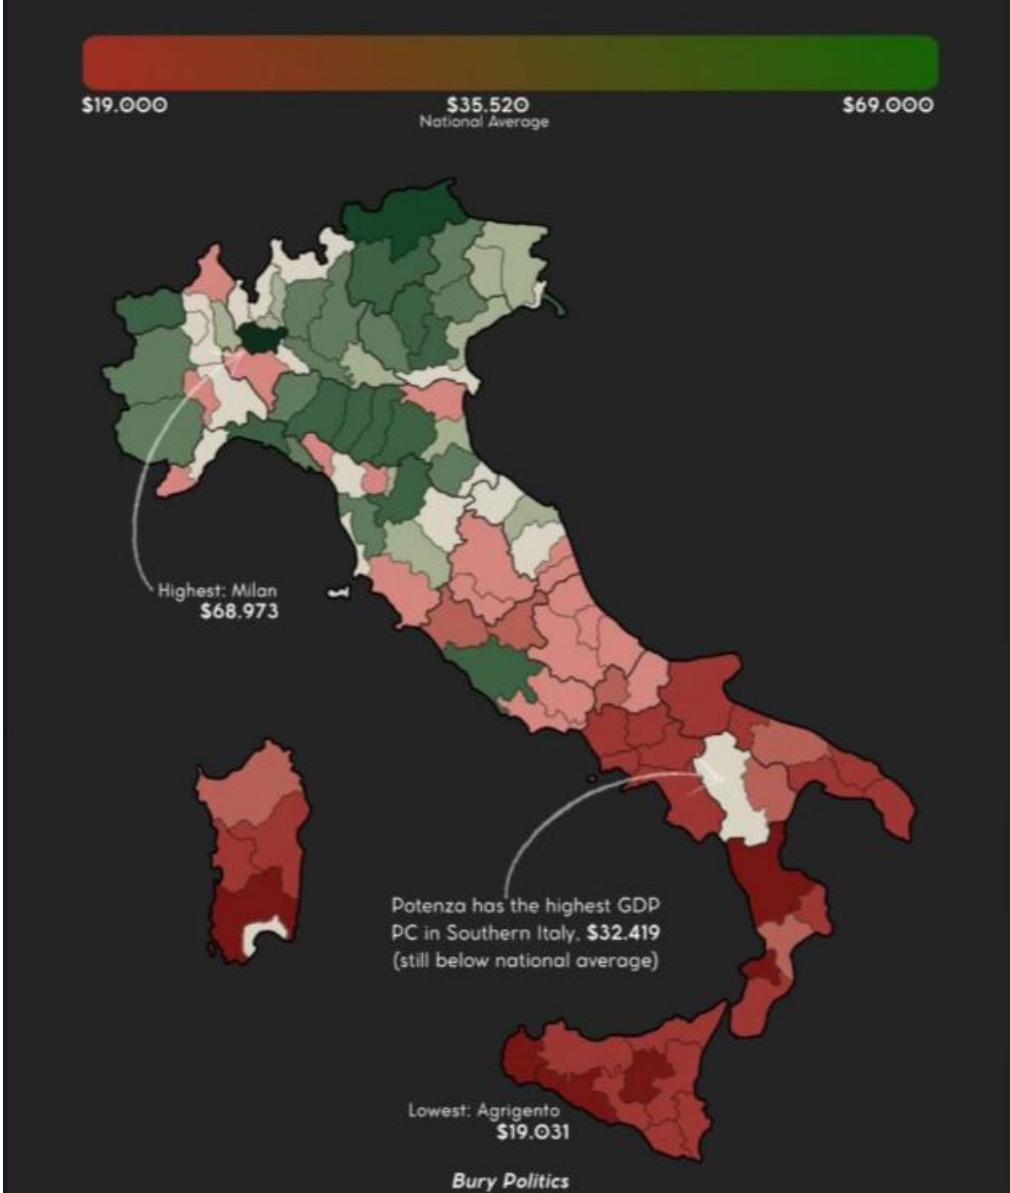 $19.000
$35.520
$69.000
National Average
Highest: Milan
$68.973
Potenza has the highest GDP
PC in Southern Italy, $32.419
(still below national average)
Lowest: Agrigento
$19.031
Bury Politics